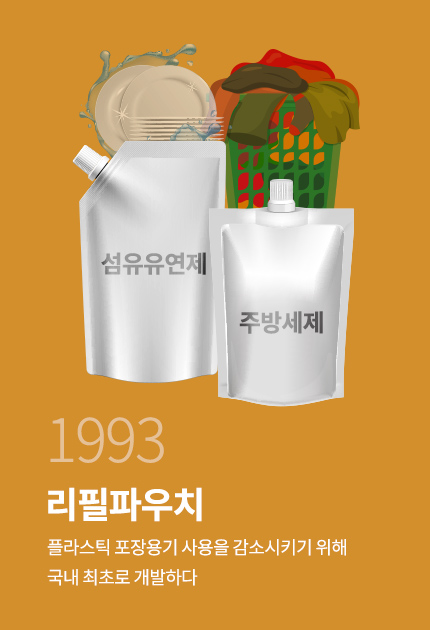 섬유유연제
주방세제
1993
리필파우치
플라스틱 포장용기 사용을 감소시키기 위해
국내 최초로 개발하다